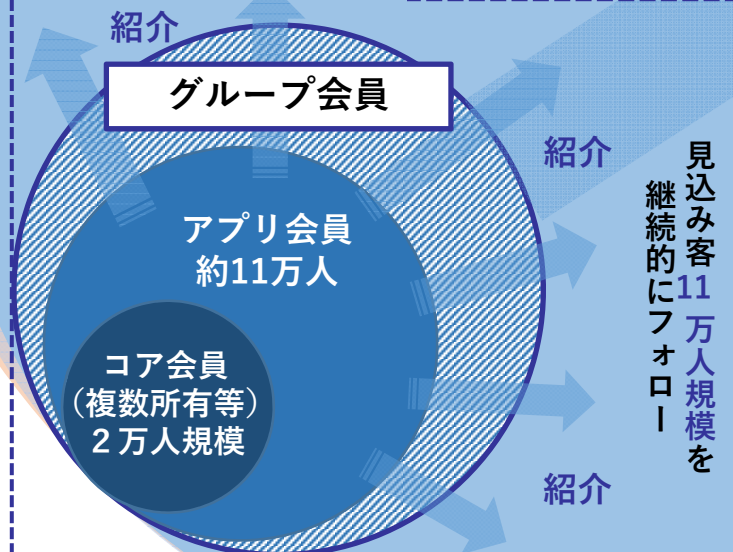 紹介
グループ会員
紹介
アプリ会員
約11万人
コア会員
（複数所有等）
２万人規模
紹介
見込み客11万人規模を
継続的にフォロー